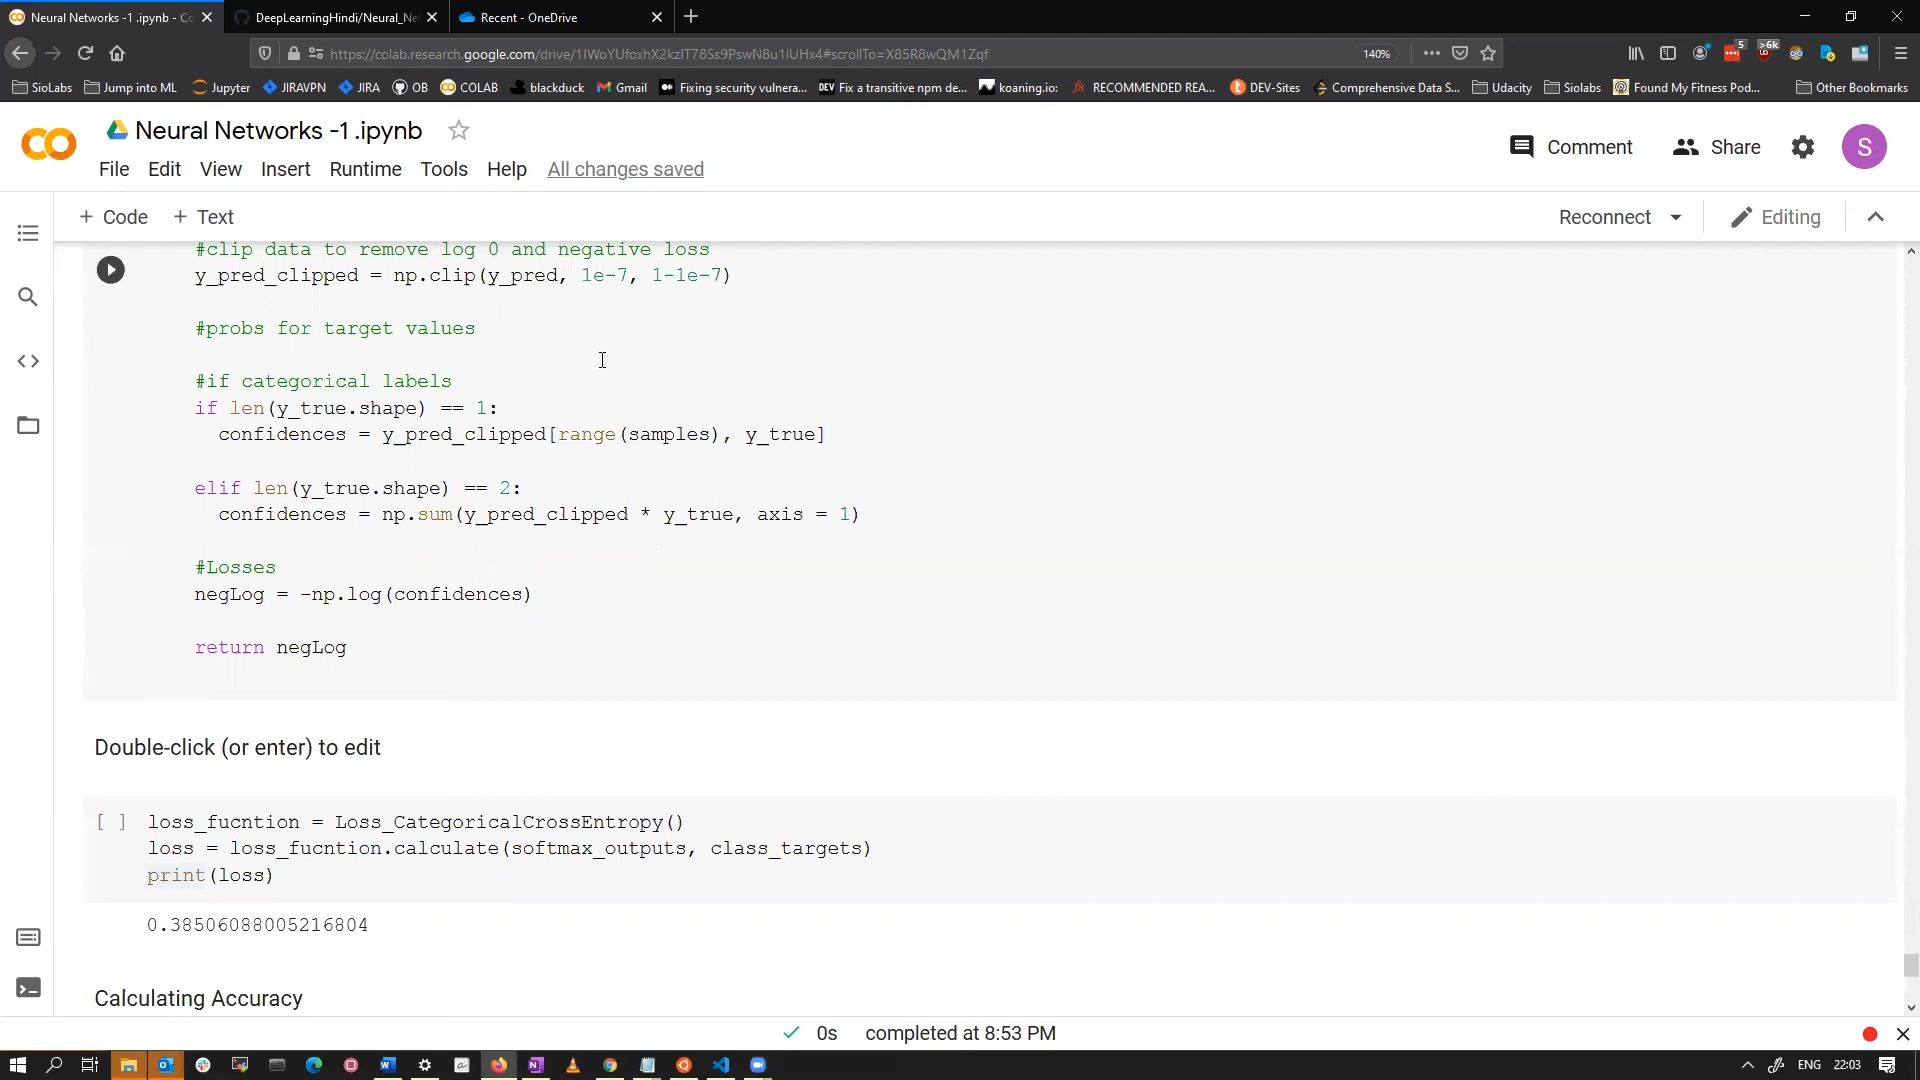 Neural Networks -1 .ipynb - Co
DeepLearningHindi/Neural_Ne
Recent - OneDrive
https://colab.research.google.com/drive/1IWoYUfoxhX2kzIT78Ss9PswN8u1IUHx4#scrollTo=X85R8wQM1Zqf
140%
5
>6k
SioLabs
Jump into ML
Jupyter
JIRAVPN
JIRA
OB
COLAB
blackduck
Gmail
Fixing security vulnera...
DEV Fix a transitive npm de...
koaning.io:
RECOMMENDED REA...
DEV-Sites
Comprehensive Data S...
Udacity
Siolabs
Found My Fitness Pod...
Other Bookmarks
Neural Networks -1 .ipynb
Comment
Share
S
File Edit View Insert Runtime Tools Help All changes saved
+ Code + Text
Reconnect
Editing
#clip data to remove log 0 and negative loss
y_pred_clipped = np.clip(y_pred, 1e-7, 1-1e-7)
#probs for target values
#if categorical labels
if len(y_true.shape) == 1:
confidences = y_pred_clipped[range(samples), y_true]
elif len(y_true.shape) == 2:
confidences = np.sum(y_pred_clipped * y_true, axis = 1)
#Losses
negLog = -np.log(confidences)
return negLog
Double-click (or enter) to edit
[ ] loss_fucntion = Loss_CategoricalCrossEntropy()
loss = loss_fucntion.calculate(softmax_outputs, class_targets)
print(loss)
0.38506088005216804
Calculating Accuracy
0s completed at 8:53 PM
ENG 22:03